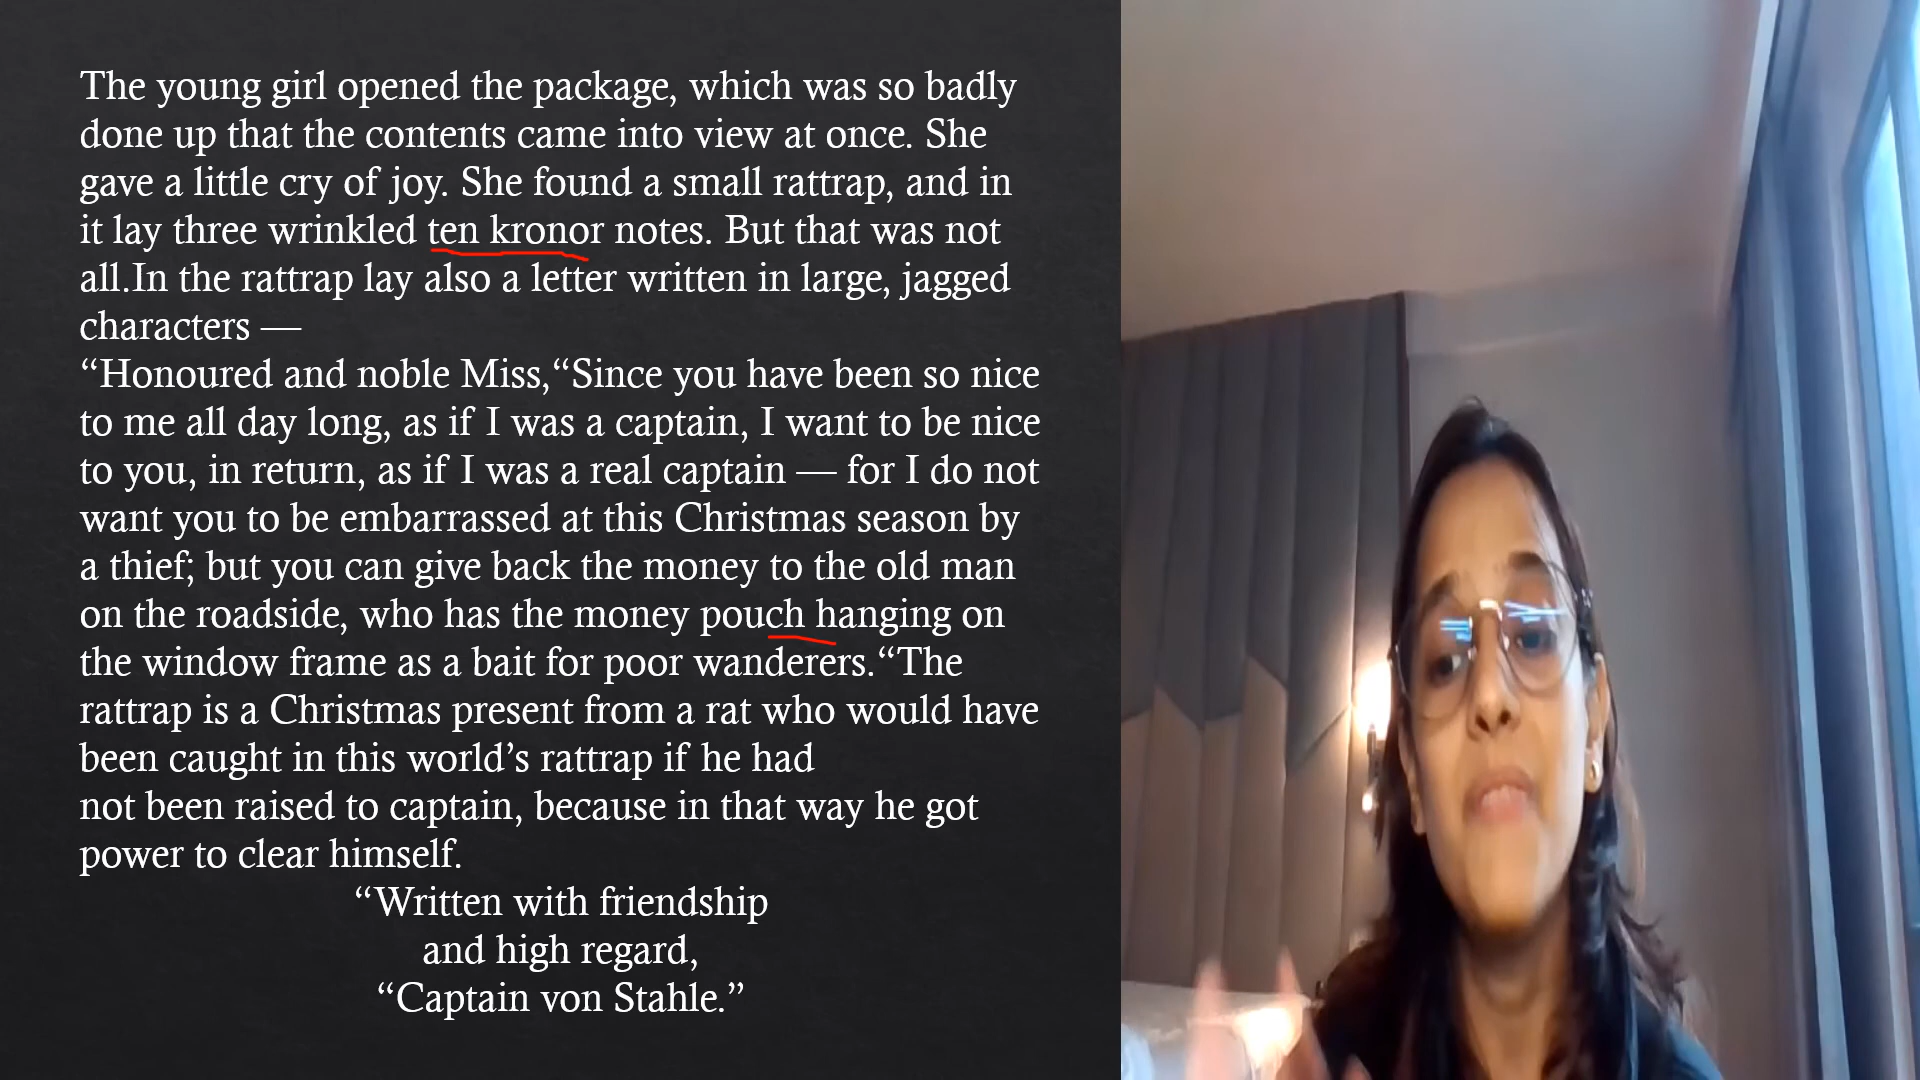 The young girl opened the package, which was so badly
done up that the contents came into view at once. She
gave a little cry of joy. She found a small rattrap, and in
it lay three wrinkled ten kronor notes. But that was not
all.In the rattrap lay also a letter written in large, jagged
characters —
“Honoured and noble Miss,“Since you have been so nice
to me all day long, as if I was a captain, I want to be nice
to you, in return, as if I was a real captain — for I do not
want you to be embarrassed at this Christmas season by
a thief; but you can give back the money to the old man
on the roadside, who has the money pouch hanging on
the window frame as a bait for poor wanderers.“The
rattrap is a Christmas present from a rat who would have
been caught in this world’s rattrap if he had
not been raised to captain, because in that way he got
power to clear himself.
“Written with friendship
and high regard,
“Captain von Stahle.”